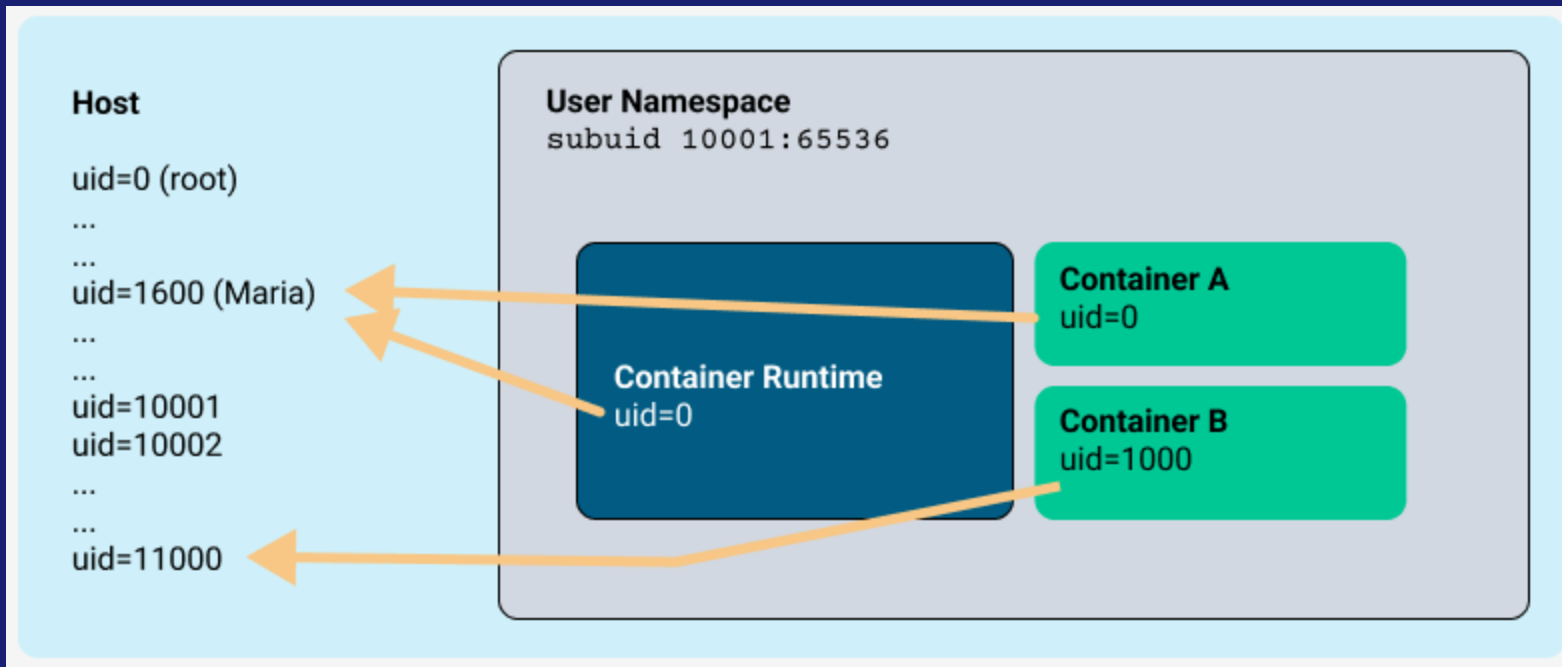 Host
uid=0 (root)
...
...
uid=1600 (Maria)
...
...
uid=10001
uid=10002
...
...
uid=11000
User Namespace
subuid 10001:65536
Container Runtime
uid=0
Container A
uid=0
Container B
uid=1000